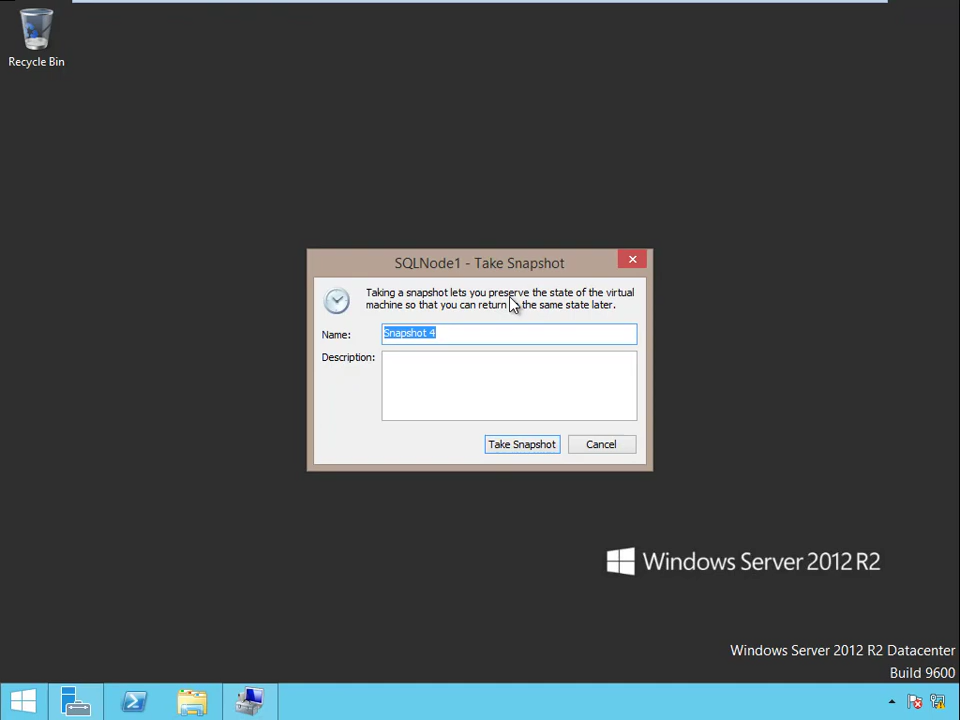 Recycle Bin
SQLNode1 - Take Snapshot
Taking a snapshot lets you preserve the state of the virtual
machine so that you can return to the same state later.
Name:
Snapshot 4
Description:
Take Snapshot
Cancel
Windows Server 2012 R2
Windows Server 2012 R2 Datacenter
Build 9600